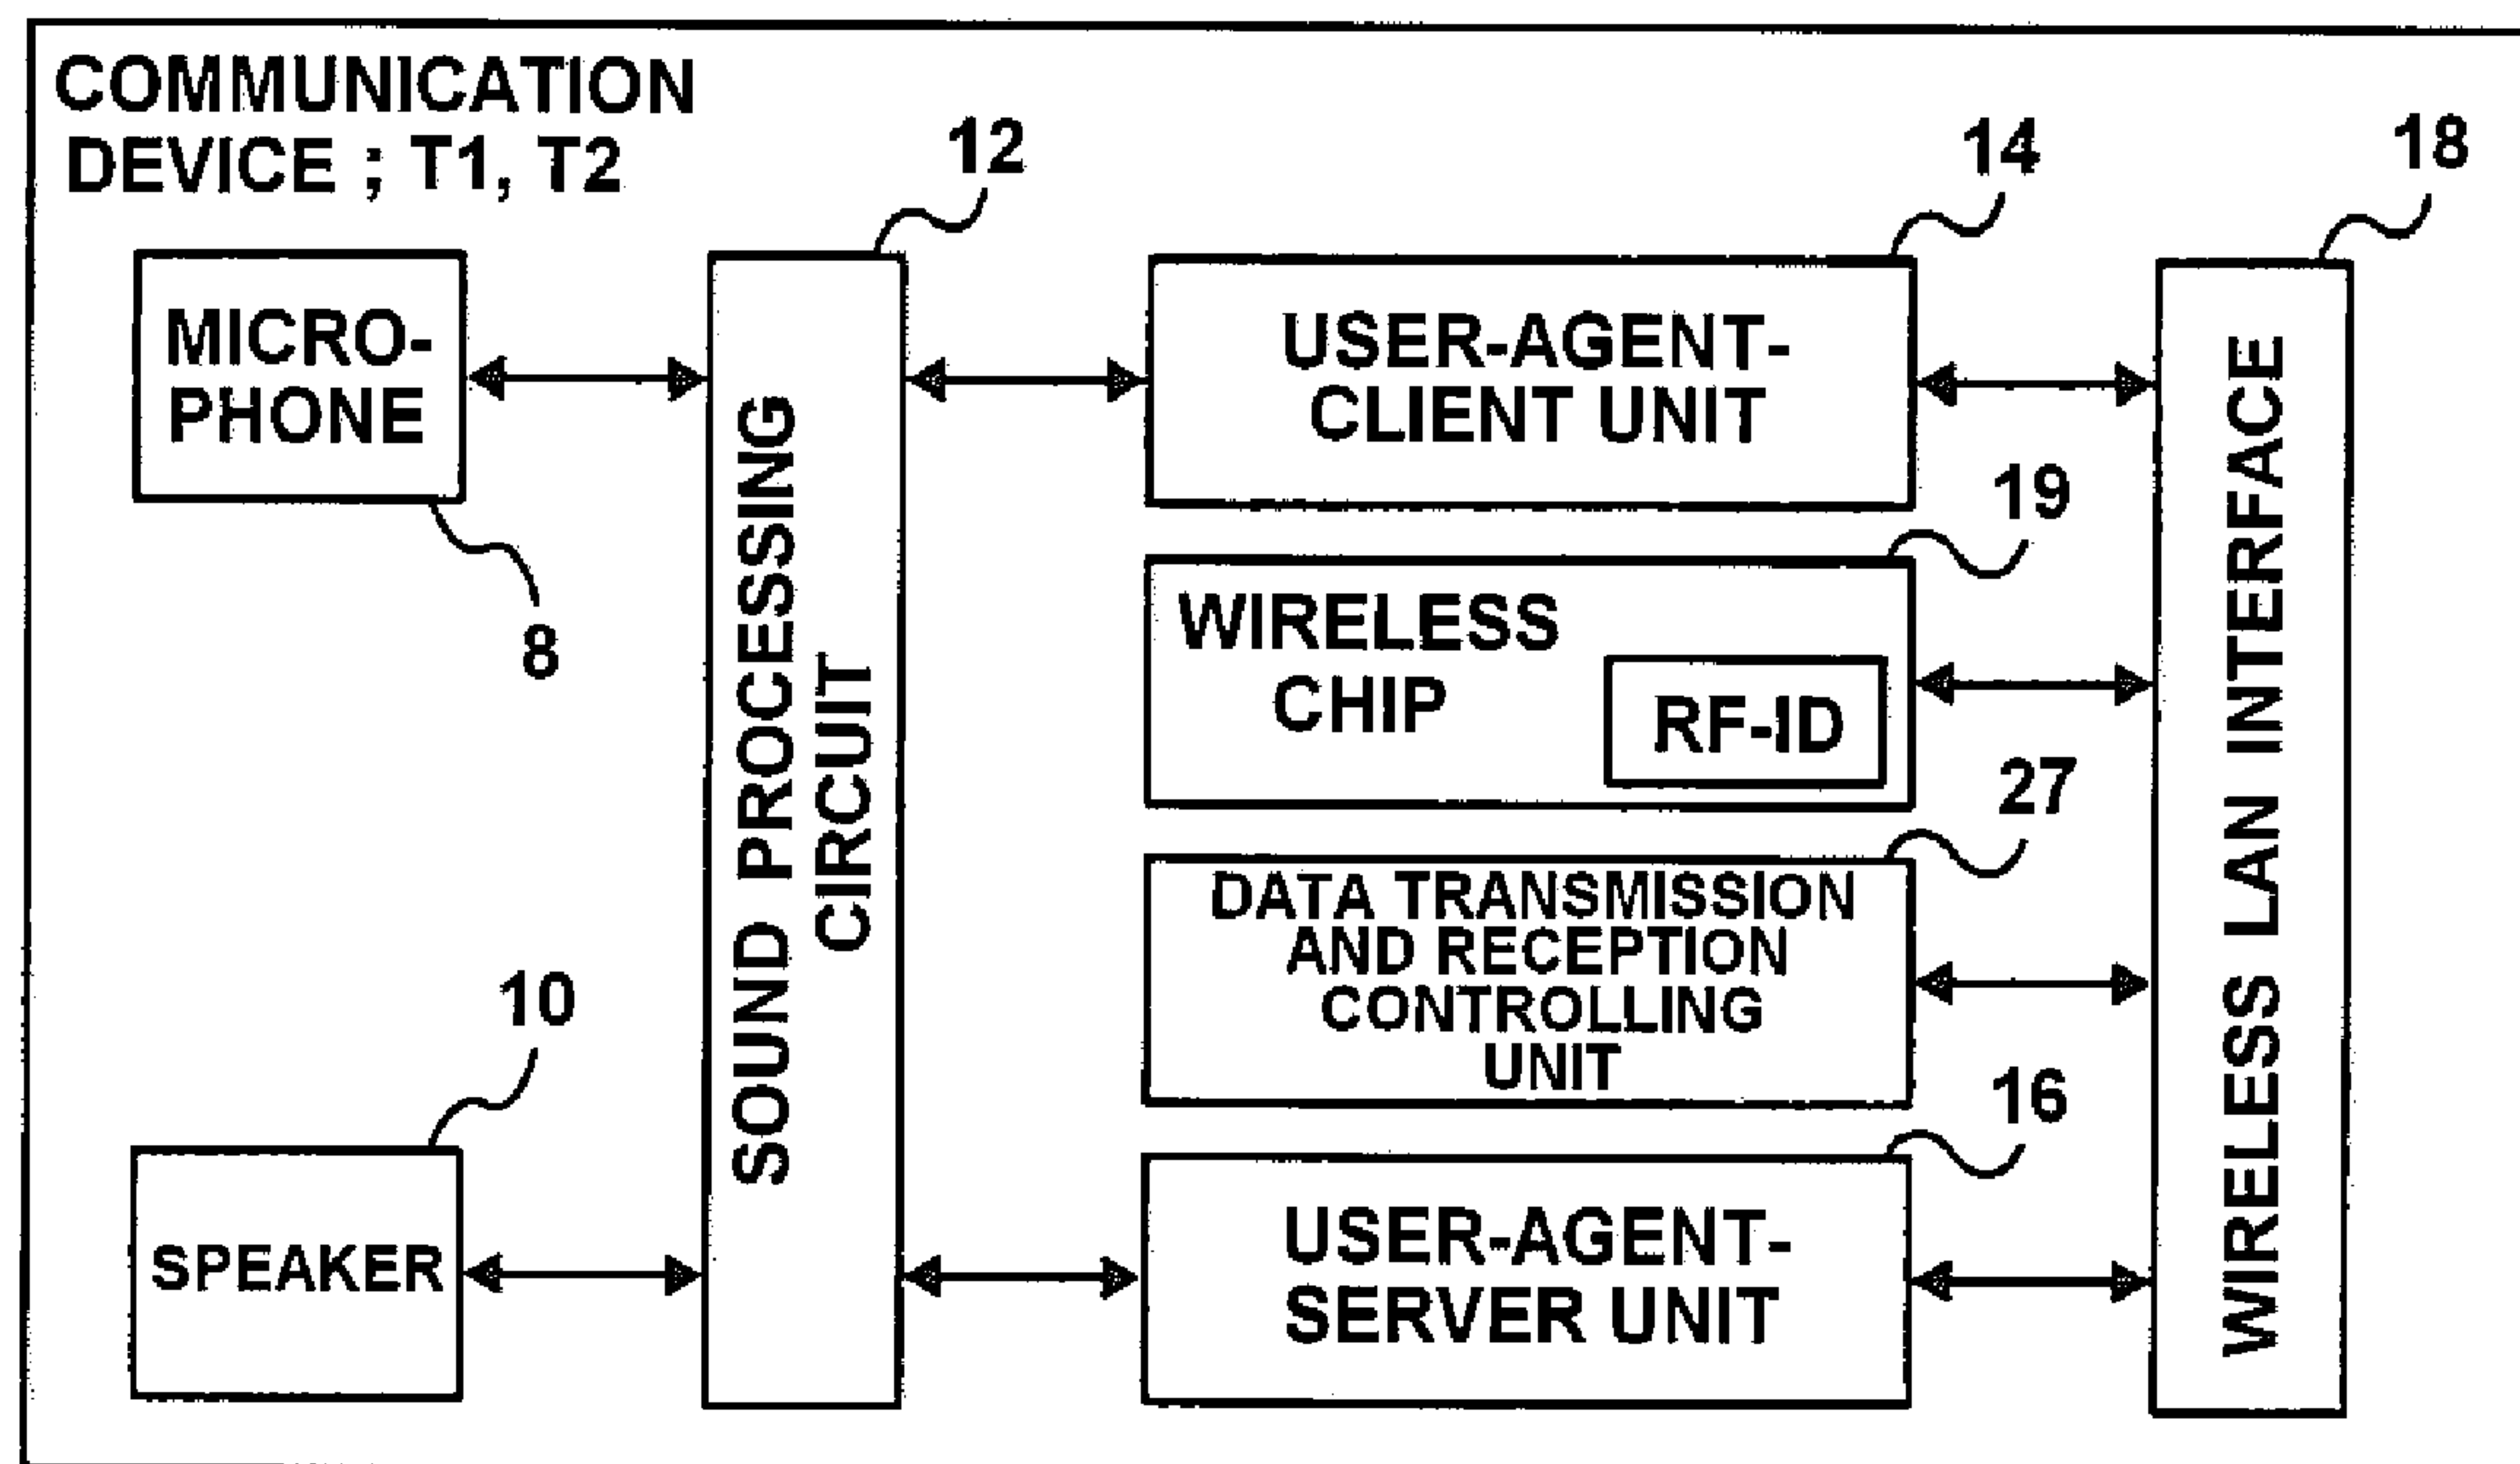 COMMUNICATION
DEVICE ; T1, T2
12
14
18
MICRO-
PHONE
8
SOUND PROCESSING
CIRCUIT
USER-AGENT-
CLIENT UNIT
19
WIRELESS
CHIP
RF-ID
27
DATA TRANSMISSION
AND RECEPTION
CONTROLLING
UNIT
10
SPEAKER
16
USER-AGENT-
SERVER UNIT
WIRELESS LAN INTERFACE